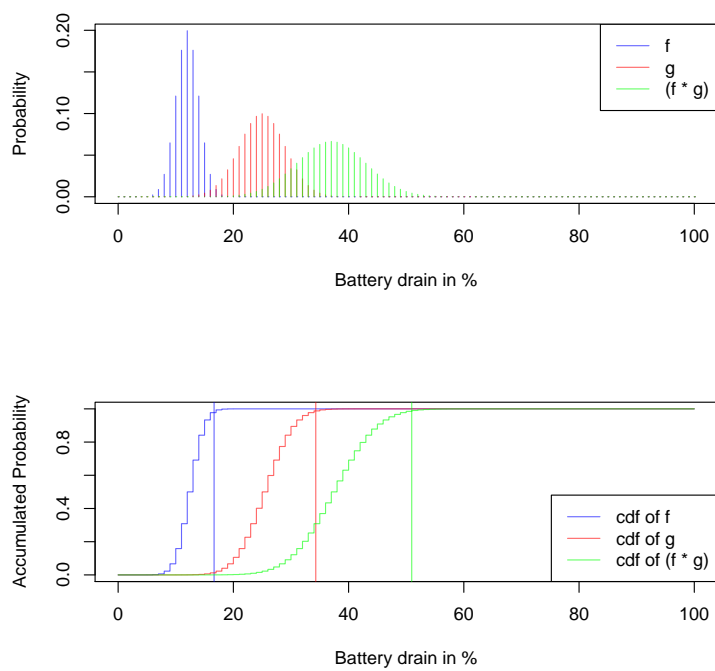 0.20
0.10
0.00
Probability
f
g
(f * g)
0
20
40
60
80
100
Battery drain in %
0.8
0.4
0.0
Accumulated Probability
cdf of f
cdf of g
cdf of (f * g)
0
20
40
60
80
100
Battery drain in %